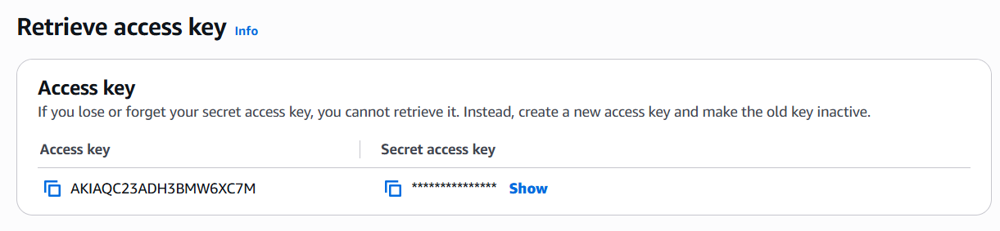 Retrieve access key Info
Access key
If you lose or forget your secret access key, you cannot retrieve it. Instead, create a new access key and make the old key inactive.
Access key Secret access key
AKIAQC23ADH3BMW6XC7M *************** Show